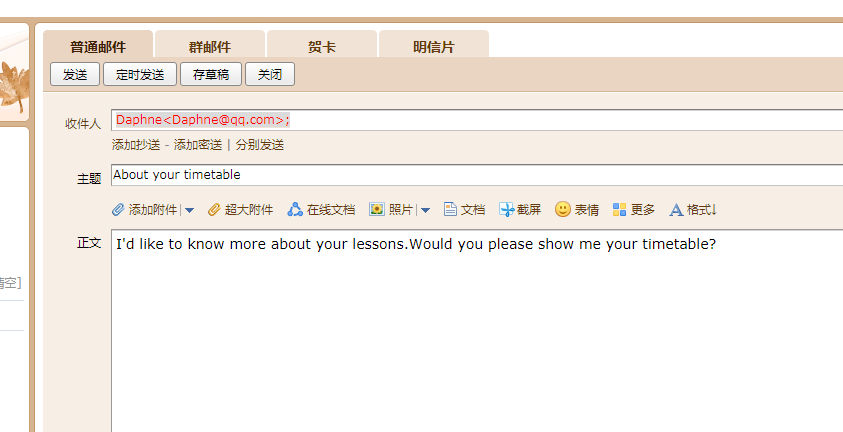 普通邮件 群邮件 贺卡 明信片
发送 定时发送 存草稿 关闭
收件人 Daphne<Daphne@qq.com>;
添加抄送 - 添加密送 | 分别发送
主题 About your timetable
添加附件 | 超大附件 在线文档 照片 | 文档 截屏 表情 更多 格式↓
正文 I'd like to know more about your lessons.Would you please show me your timetable?
空]